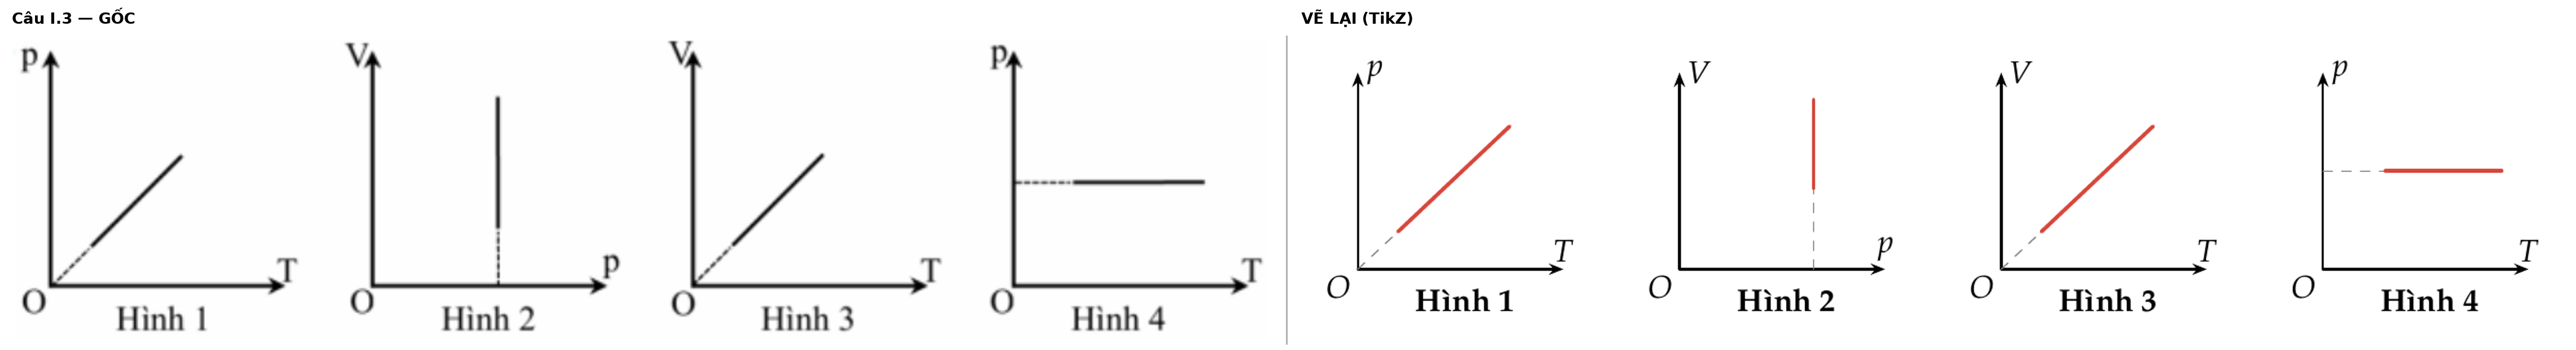 Câu I.3 — GỐC
VẼ LẠI (TikZ)
p
T
O
Hình 1
V
p
O
Hình 2
V
T
O
Hình 3
p
T
O
Hình 4
p
T
O
Hình 1
V
p
O
Hình 2
V
T
O
Hình 3
p
T
O
Hình 4